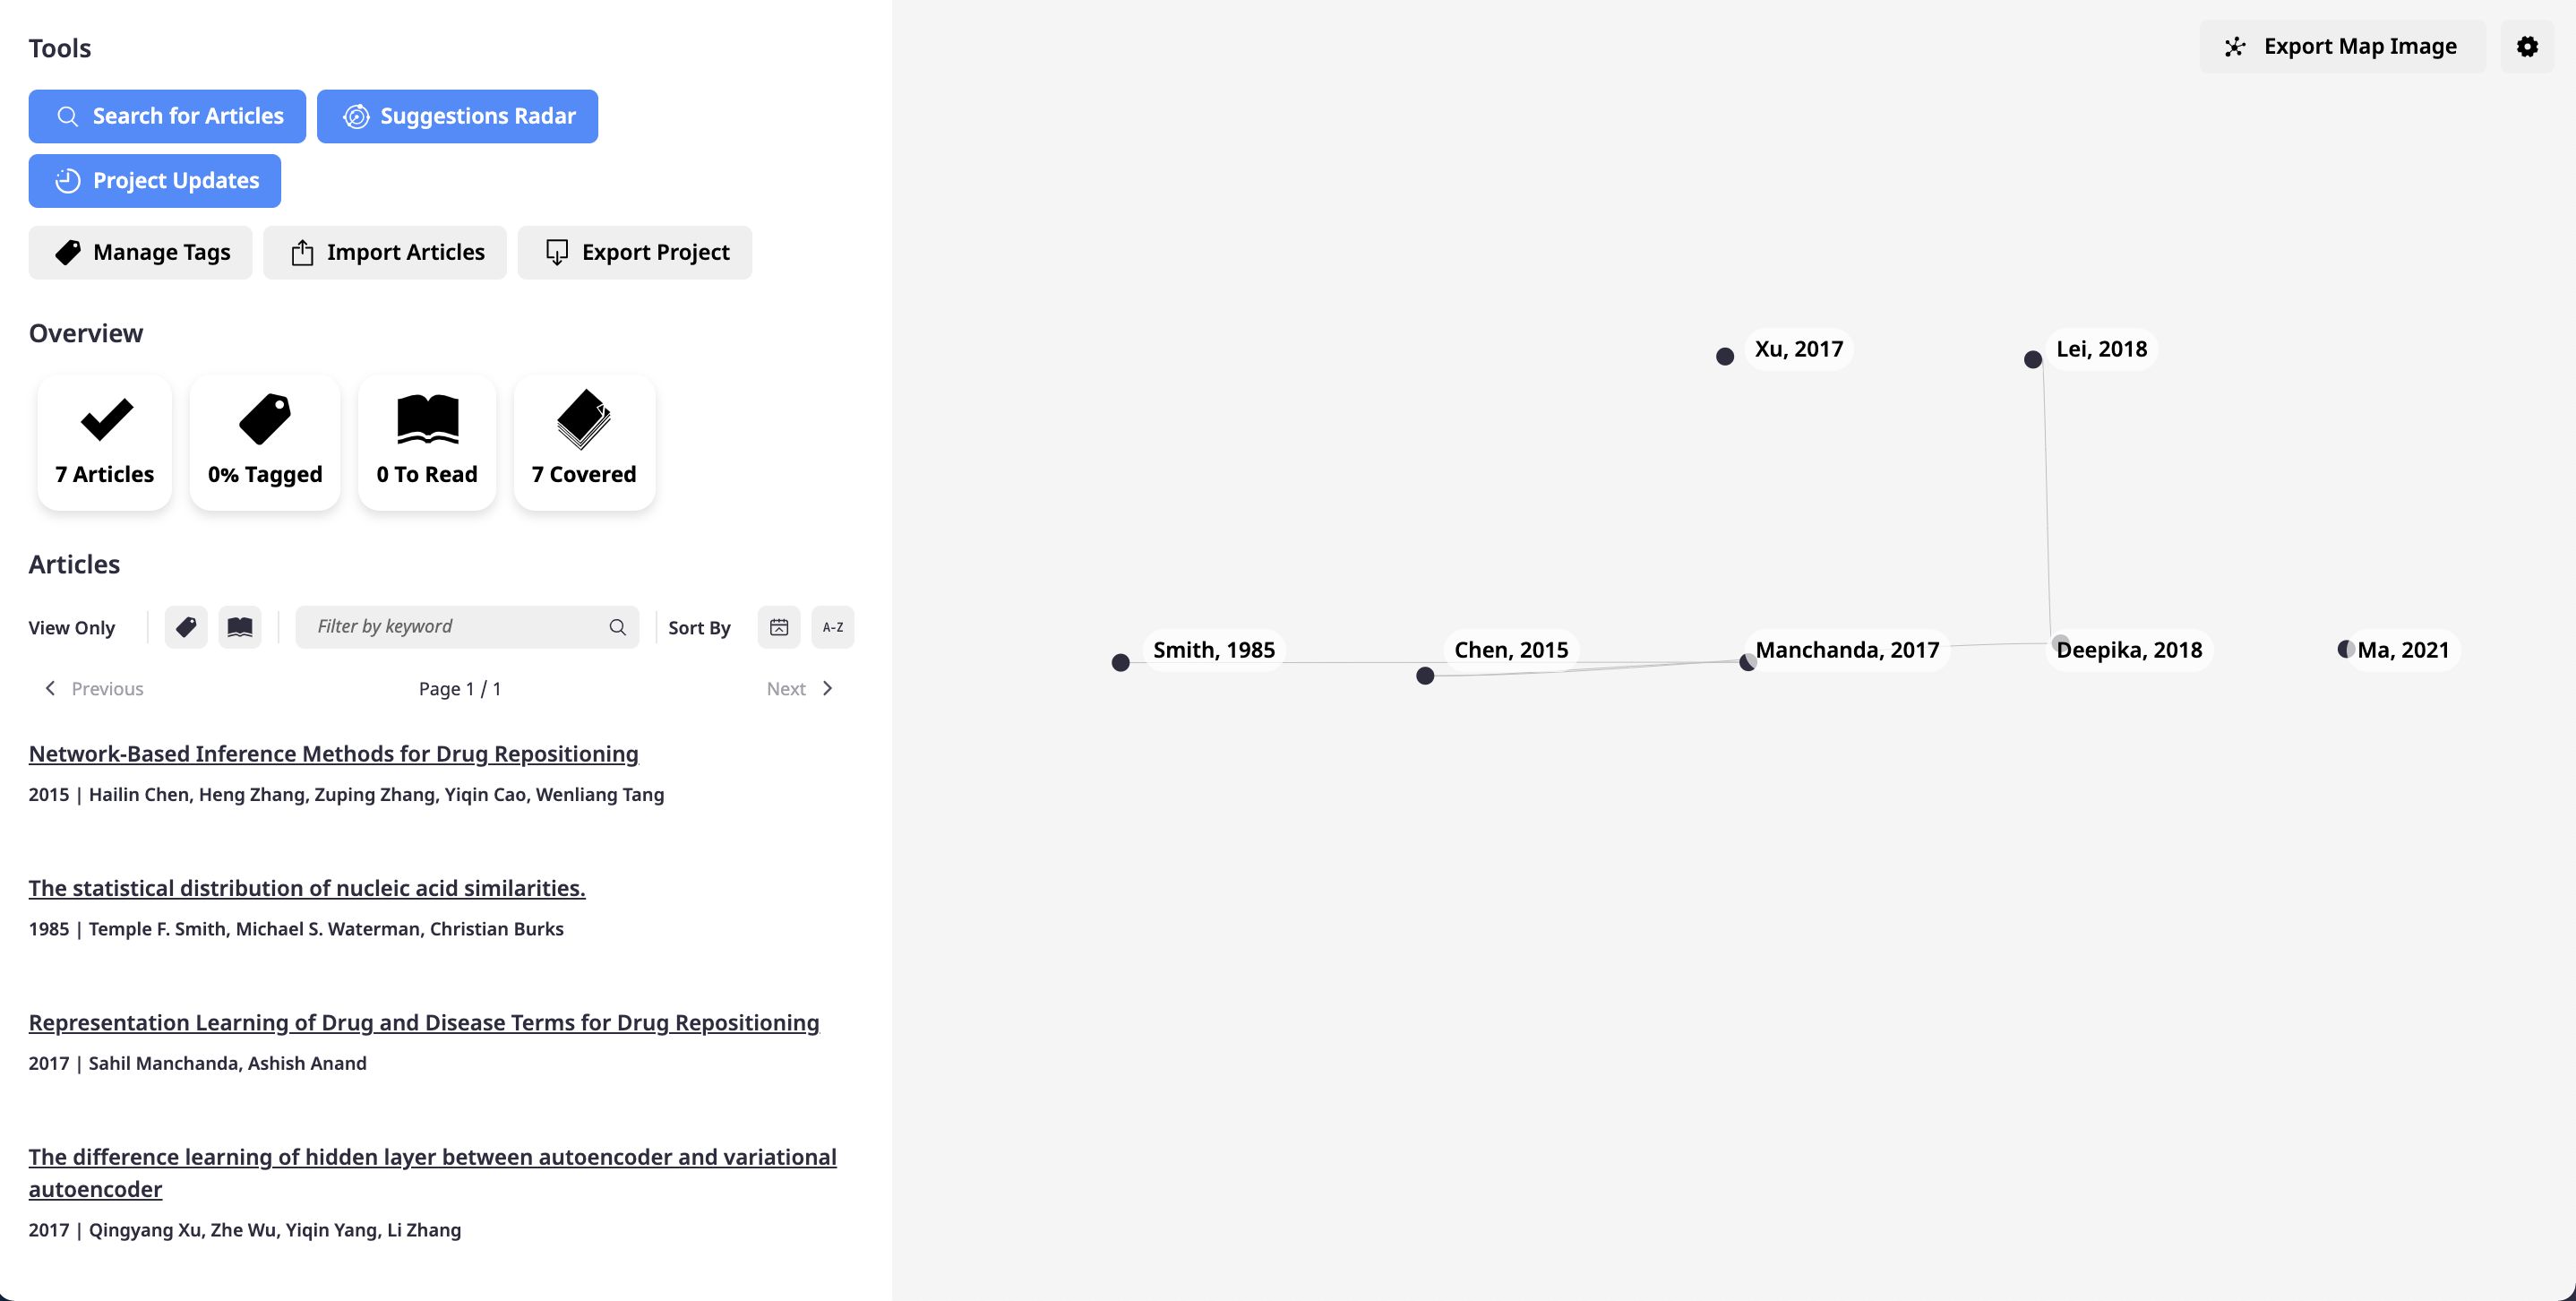 Tools
Search for Articles
Suggestions Radar
Project Updates
Manage Tags
Import Articles
Export Project
Overview
7 Articles
0% Tagged
0 To Read
7 Covered
Articles
View Only
Filter by keyword
Sort By
A-Z
Previous
Page 1 / 1
Next
Network-Based Inference Methods for Drug Repositioning
2015 | Hailin Chen, Heng Zhang, Zuping Zhang, Yiqin Cao, Wenliang Tang
The statistical distribution of nucleic acid similarities.
1985 | Temple F. Smith, Michael S. Waterman, Christian Burks
Representation Learning of Drug and Disease Terms for Drug Repositioning
2017 | Sahil Manchanda, Ashish Anand
The difference learning of hidden layer between autoencoder and variational
autoencoder
2017 | Qingyang Xu, Zhe Wu, Yiqin Yang, Li Zhang
Export Map Image
Xu, 2017
Lei, 2018
Smith, 1985
Chen, 2015
Manchanda, 2017
Deepika, 2018
Ma, 2021